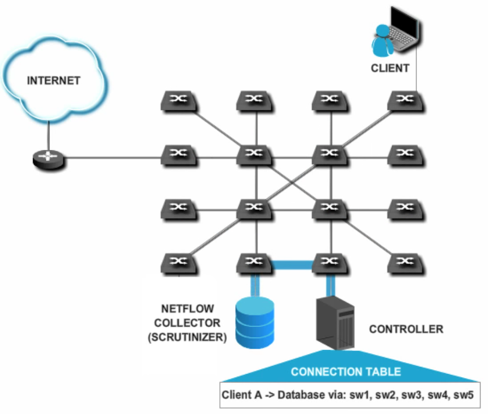 INTERNET
CLIENT
NETFLOW
COLLECTOR
(SCRUTINIZER)
CONTROLLER
CONNECTION TABLE
Client A -> Database via: sw1, sw2, sw3, sw4, sw5